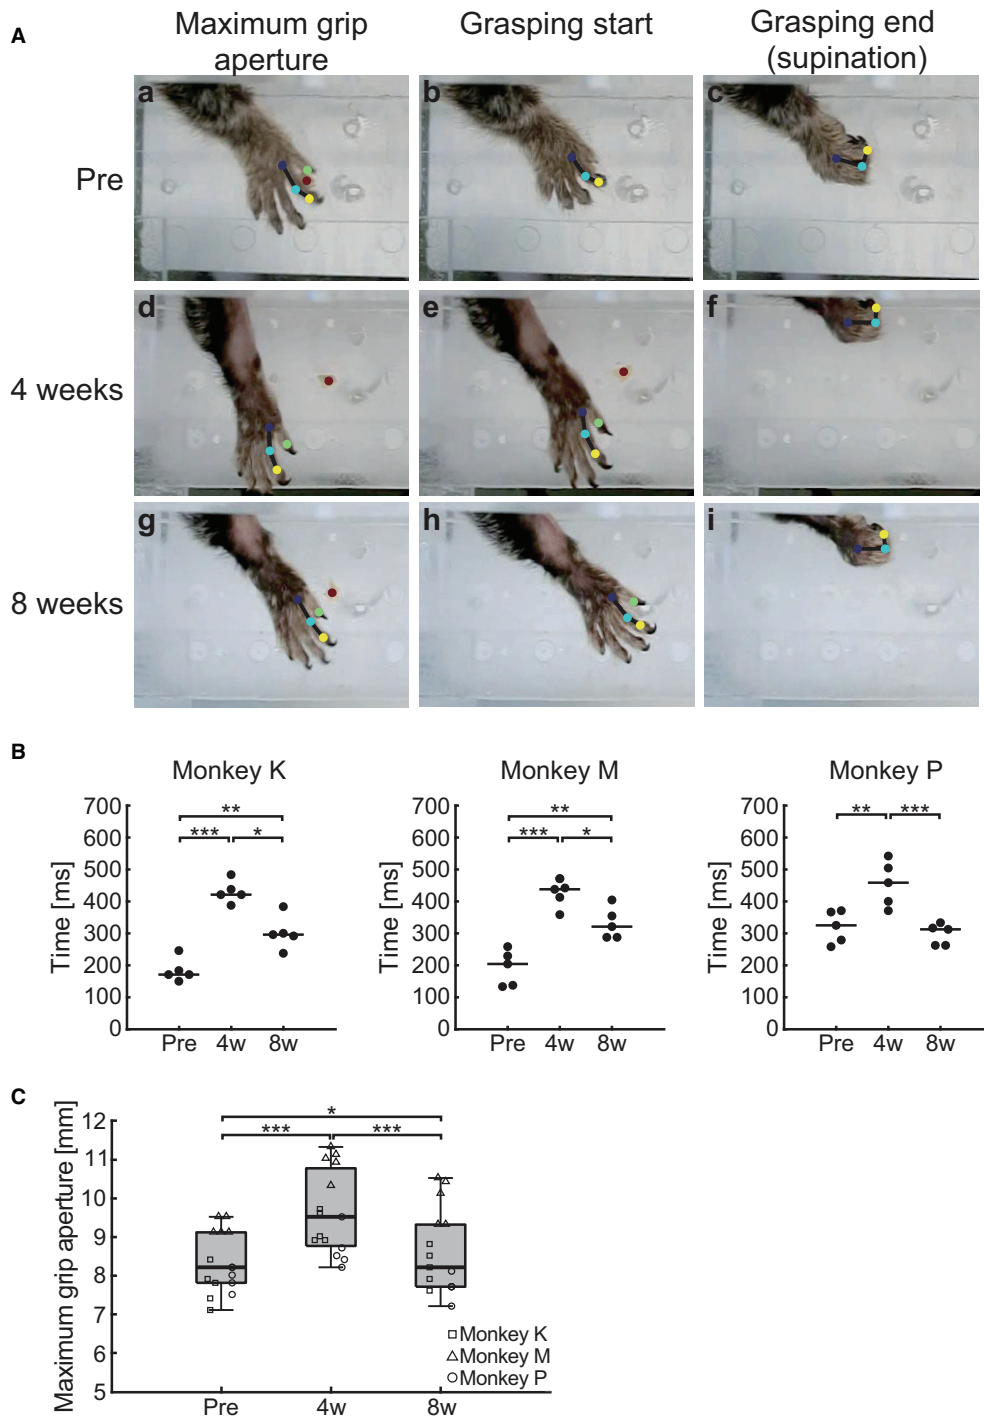 A
Maximum grip
aperture
Grasping start
Grasping end
(supination)
Pre
a
b
c
4 weeks
d
e
f
8 weeks
g
h
i
B
Monkey K
Monkey M
Monkey P
Time [ms]
700
600
500
400
300
200
100
0
**
***
*
Pre
4w
8w
Time [ms]
700
600
500
400
300
200
100
0
**
***
*
Pre
4w
8w
Time [ms]
700
600
500
400
300
200
100
0
**
***
Pre
4w
8w
C
Maximum grip aperture [mm]
12
11
10
9
8
7
6
5
*
***
***
Monkey K
Monkey M
Monkey P
Pre
4w
8w